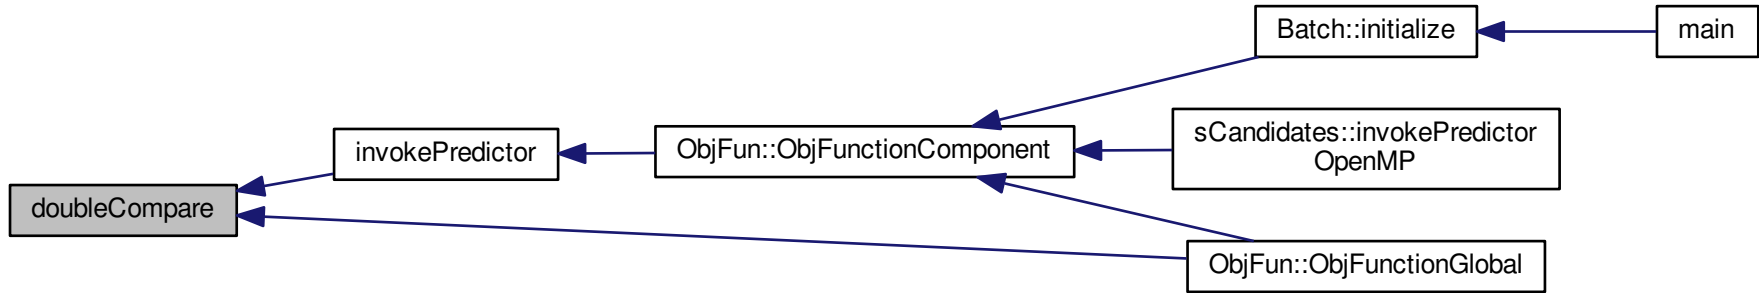 Batch::initialize
main
sCandidates::invokePredictor
OpenMP
invokePredictor
ObjFun::ObjFunctionComponent
doubleCompare
ObjFun::ObjFunctionGlobal